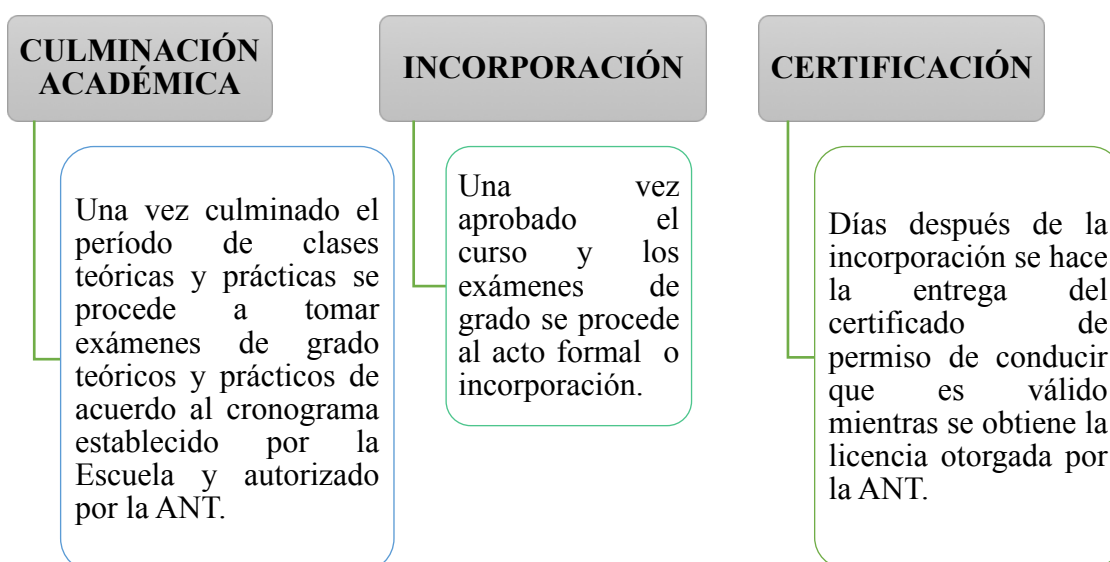 CULMINACIÓN
ACADÉMICA
Una vez culminado el
período de clases
teóricas y prácticas se
procede a tomar
exámenes de grado
teóricos y prácticos de
acuerdo al cronograma
establecido por la
Escuela y autorizado
por la ANT.
INCORPORACIÓN
Una vez
aprobado el
curso y los
exámenes de
grado se procede
al acto formal o
incorporación.
CERTIFICACIÓN
Días después de la
incorporación se hace
la entrega del
certificado de
permiso de conducir
que es válido
mientras se obtiene la
licencia otorgada por
la ANT.